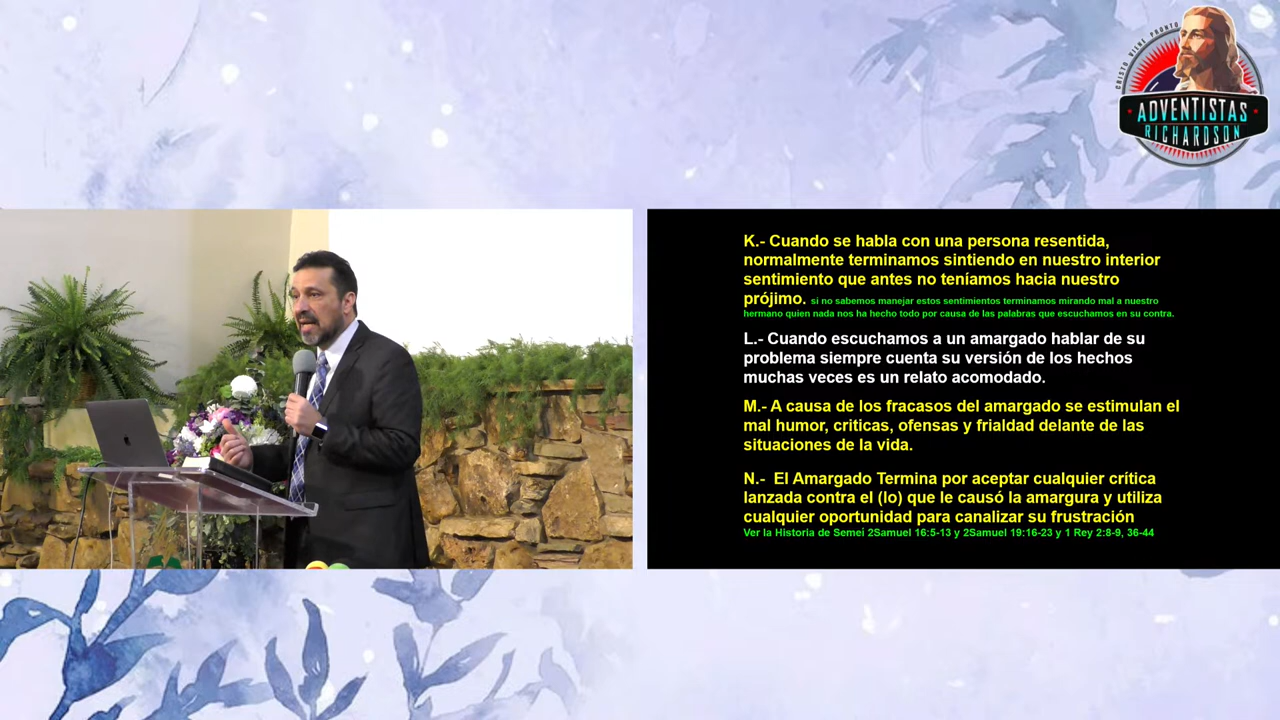 CRISTO VIENE PRONTO
ADVENTISTAS
RICHARDSON
K.- Cuando se habla con una persona resentida,
normalmente terminamos sintiendo en nuestro interior
sentimiento que antes no teníamos hacia nuestro
prójimo. si no sabemos manejar estos sentimientos terminamos mirando mal a nuestro
hermano quien nada nos ha hecho todo por causa de las palabras que escuchamos en su contra.
L.- Cuando escuchamos a un amargado hablar de su
problema siempre cuenta su versión de los hechos
muchas veces es un relato acomodado.
M.- A causa de los fracasos del amargado se estimulan el
mal humor, criticas, ofensas y frialdad delante de las
situaciones de la vida.
N.- El Amargado Termina por aceptar cualquier crítica
lanzada contra el (lo) que le causó la amargura y utiliza
cualquier oportunidad para canalizar su frustración
Ver la Historia de Semei 2Samuel 16:5-13 y 2Samuel 19:16-23 y 1 Rey 2:8-9, 36-44